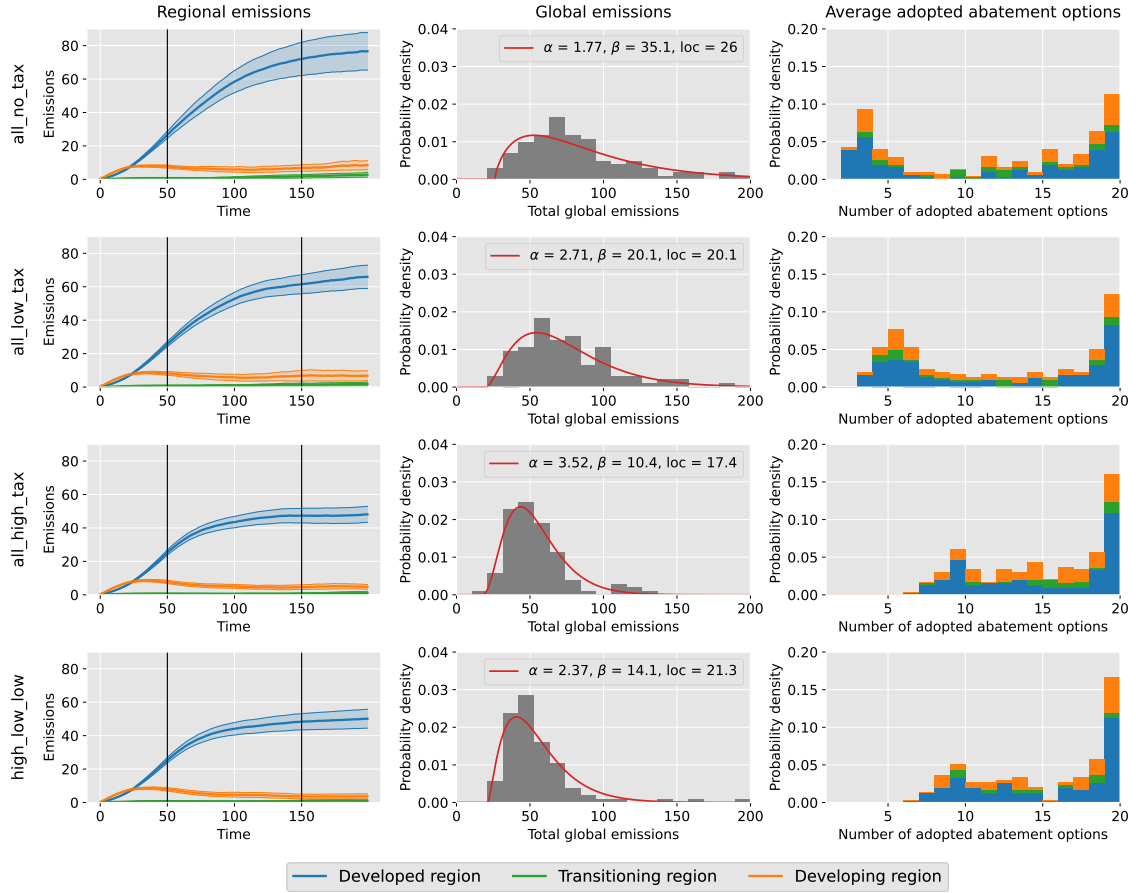 Regional emissions
Global emissions
Average adopted abatement options
all_no_tax
Emissions
80
60
40
20
0
0 50 100 150
Time
Probability density
0.04
0.03
0.02
0.01
0.00
α = 1.77, β = 35.1, loc = 26
0 50 100 150 200
Total global emissions
Probability density
0.20
0.15
0.10
0.05
0.00
5 10 15 20
Number of adopted abatement options
all_low_tax
Emissions
80
60
40
20
0
0 50 100 150
Time
Probability density
0.04
0.03
0.02
0.01
0.00
α = 2.71, β = 20.1, loc = 20.1
0 50 100 150 200
Total global emissions
Probability density
0.20
0.15
0.10
0.05
0.00
5 10 15 20
Number of adopted abatement options
all_high_tax
Emissions
80
60
40
20
0
0 50 100 150
Time
Probability density
0.04
0.03
0.02
0.01
0.00
α = 3.52, β = 10.4, loc = 17.4
0 50 100 150 200
Total global emissions
Probability density
0.20
0.15
0.10
0.05
0.00
5 10 15 20
Number of adopted abatement options
high_low_low
Emissions
80
60
40
20
0
0 50 100 150
Time
Probability density
0.04
0.03
0.02
0.01
0.00
α = 2.37, β = 14.1, loc = 21.3
0 50 100 150 200
Total global emissions
Probability density
0.20
0.15
0.10
0.05
0.00
5 10 15 20
Number of adopted abatement options
Developed region
Transitioning region
Developing region